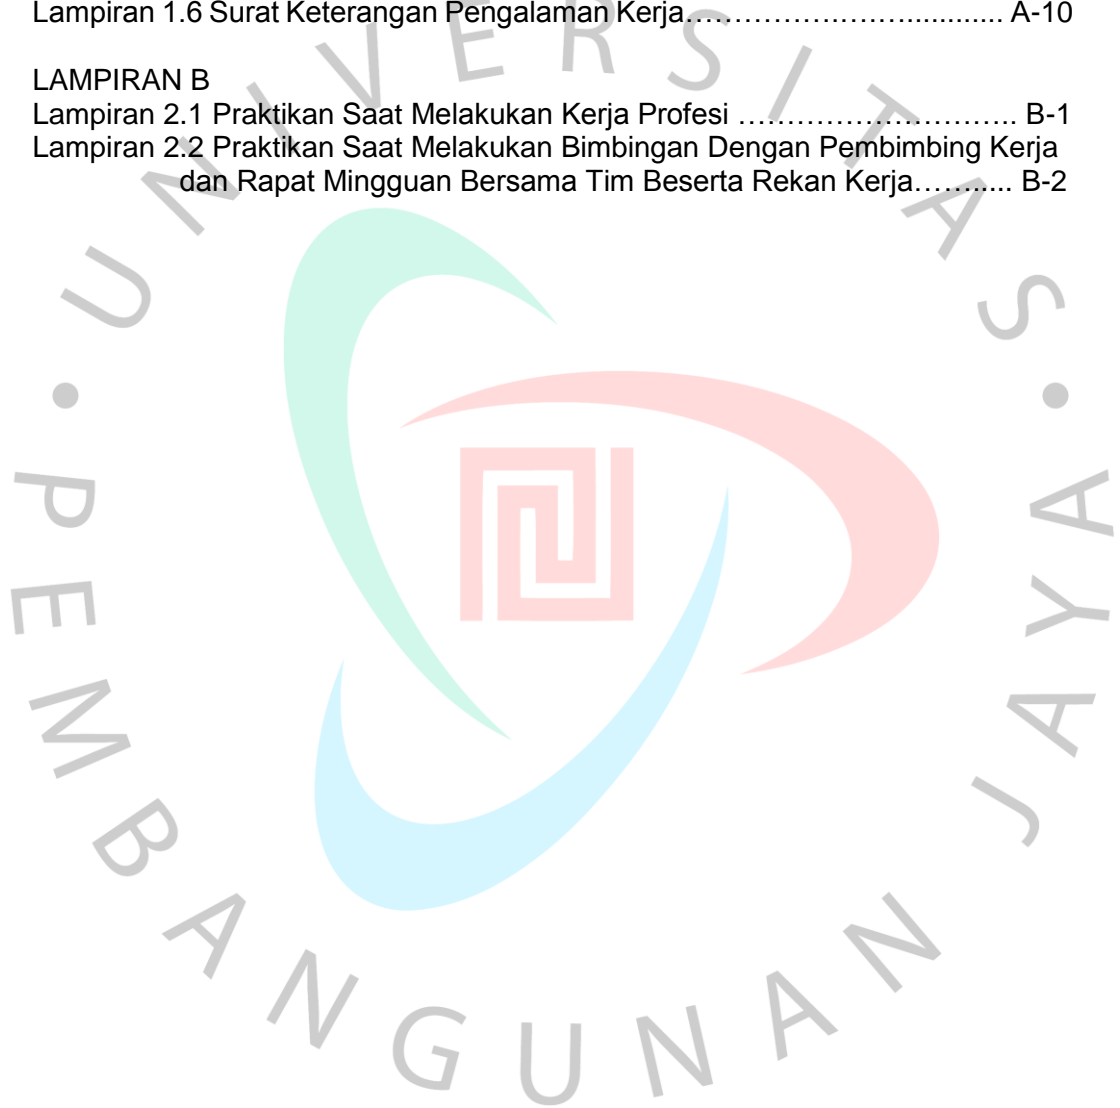 Lampiran 1.6 Surat Keterangan Pengalaman Kerja……………………............. A-10
LAMPIRAN B
Lampiran 2.1 Praktikan Saat Melakukan Kerja Profesi ……………………….. B-1
Lampiran 2.2 Praktikan Saat Melakukan Bimbingan Dengan Pembimbing Kerja
dan Rapat Mingguan Bersama Tim Beserta Rekan Kerja…….... B-2
UNIVERSITAS • PEMBANGUNAN JAYA •